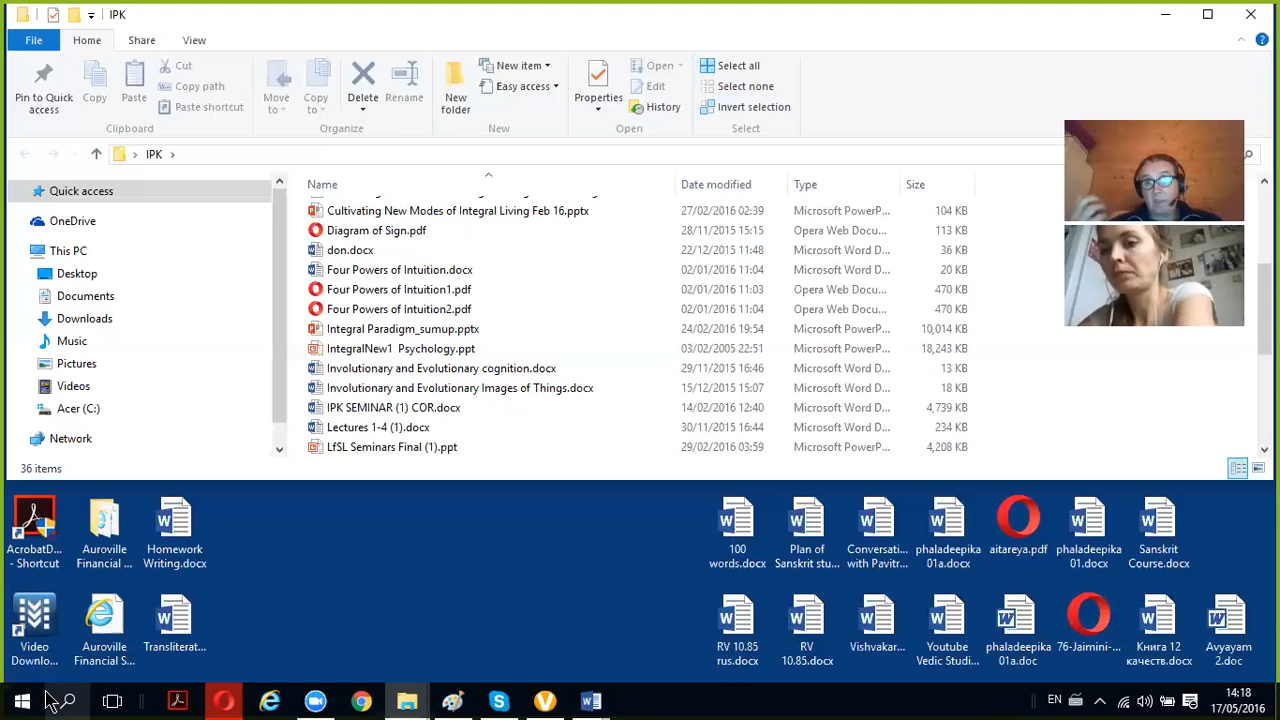 IPK
File Home Share View
Pin to Quick access
Copy
Paste
Cut
Copy path
Paste shortcut
Clipboard
Move to
Copy to
Delete
Rename
Organize
New folder
New item
Easy access
New
Properties
Open
Edit
History
Open
Select all
Select none
Invert selection
Select
IPK
Quick access
OneDrive
This PC
Desktop
Documents
Downloads
Music
Pictures
Videos
Acer (C:)
Network
Name Date modified Type Size
Cultivating New Modes of Integral Living Feb 16.pptx 27/02/2016 02:39 Microsoft PowerP... 104 KB
Diagram of Sign.pdf 28/11/2015 15:15 Opera Web Docu... 113 KB
don.docx 22/12/2015 11:48 Microsoft Word D... 36 KB
Four Powers of Intuition.docx 02/01/2016 11:04 Microsoft Word D... 20 KB
Four Powers of Intuition1.pdf 02/01/2016 11:03 Opera Web Docu... 470 KB
Four Powers of Intuition2.pdf 02/01/2016 11:04 Opera Web Docu... 470 KB
Integral Paradigm_sumup.pptx 24/02/2016 19:54 Microsoft PowerP... 10,014 KB
IntegralNew1 Psychology.ppt 03/02/2005 22:51 Microsoft PowerP... 18,243 KB
Involutionary and Evolutionary cognition.docx 29/11/2015 16:46 Microsoft Word D... 13 KB
Involutionary and Evolutionary Images of Things.docx 15/12/2015 15:07 Microsoft Word D... 18 KB
IPK SEMINAR (1) COR.docx 14/02/2016 12:40 Microsoft Word D... 4,739 KB
Lectures 1-4 (1).docx 30/11/2015 16:44 Microsoft Word D... 234 KB
LfSL Seminars Final (1).ppt 29/02/2016 03:59 Microsoft PowerP... 4,208 KB
36 items
AcrobatD... - Shortcut
Auroville Financial ...
Homework Writing.docx
100 words.docx
Plan of Sanskrit stu...
Conversati... with Pavitr...
phaladeepika 01a.docx
aitareya.pdf
phaladeepika 01.docx
Sanskrit Course.docx
Video Downlo...
Auroville Financial S...
Transliterat...
RV 10.85 rus.docx
RV 10.85.docx
Vishvakar...
Youtube Vedic Studi...
phaladeepika 01a.doc
76-Jaimini-...
Книга 12 качеств.docx
Avyayam 2.doc
EN
14:18
17/05/2016